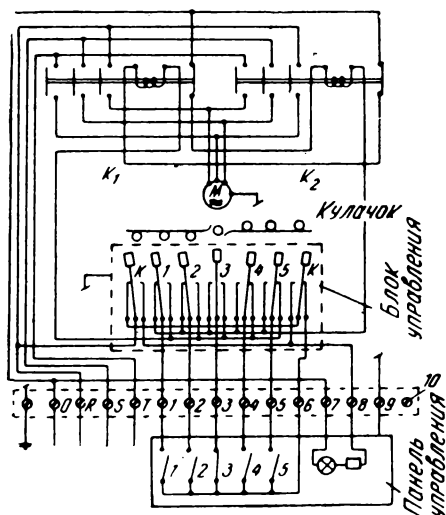 K₁
K₂
М
Кулачок
Блок
управления
К 1 2 3 4 5 К
10
O R S T 1 2 3 4 5 6 7 8 9
Панель
управления
1 2 3 4 5